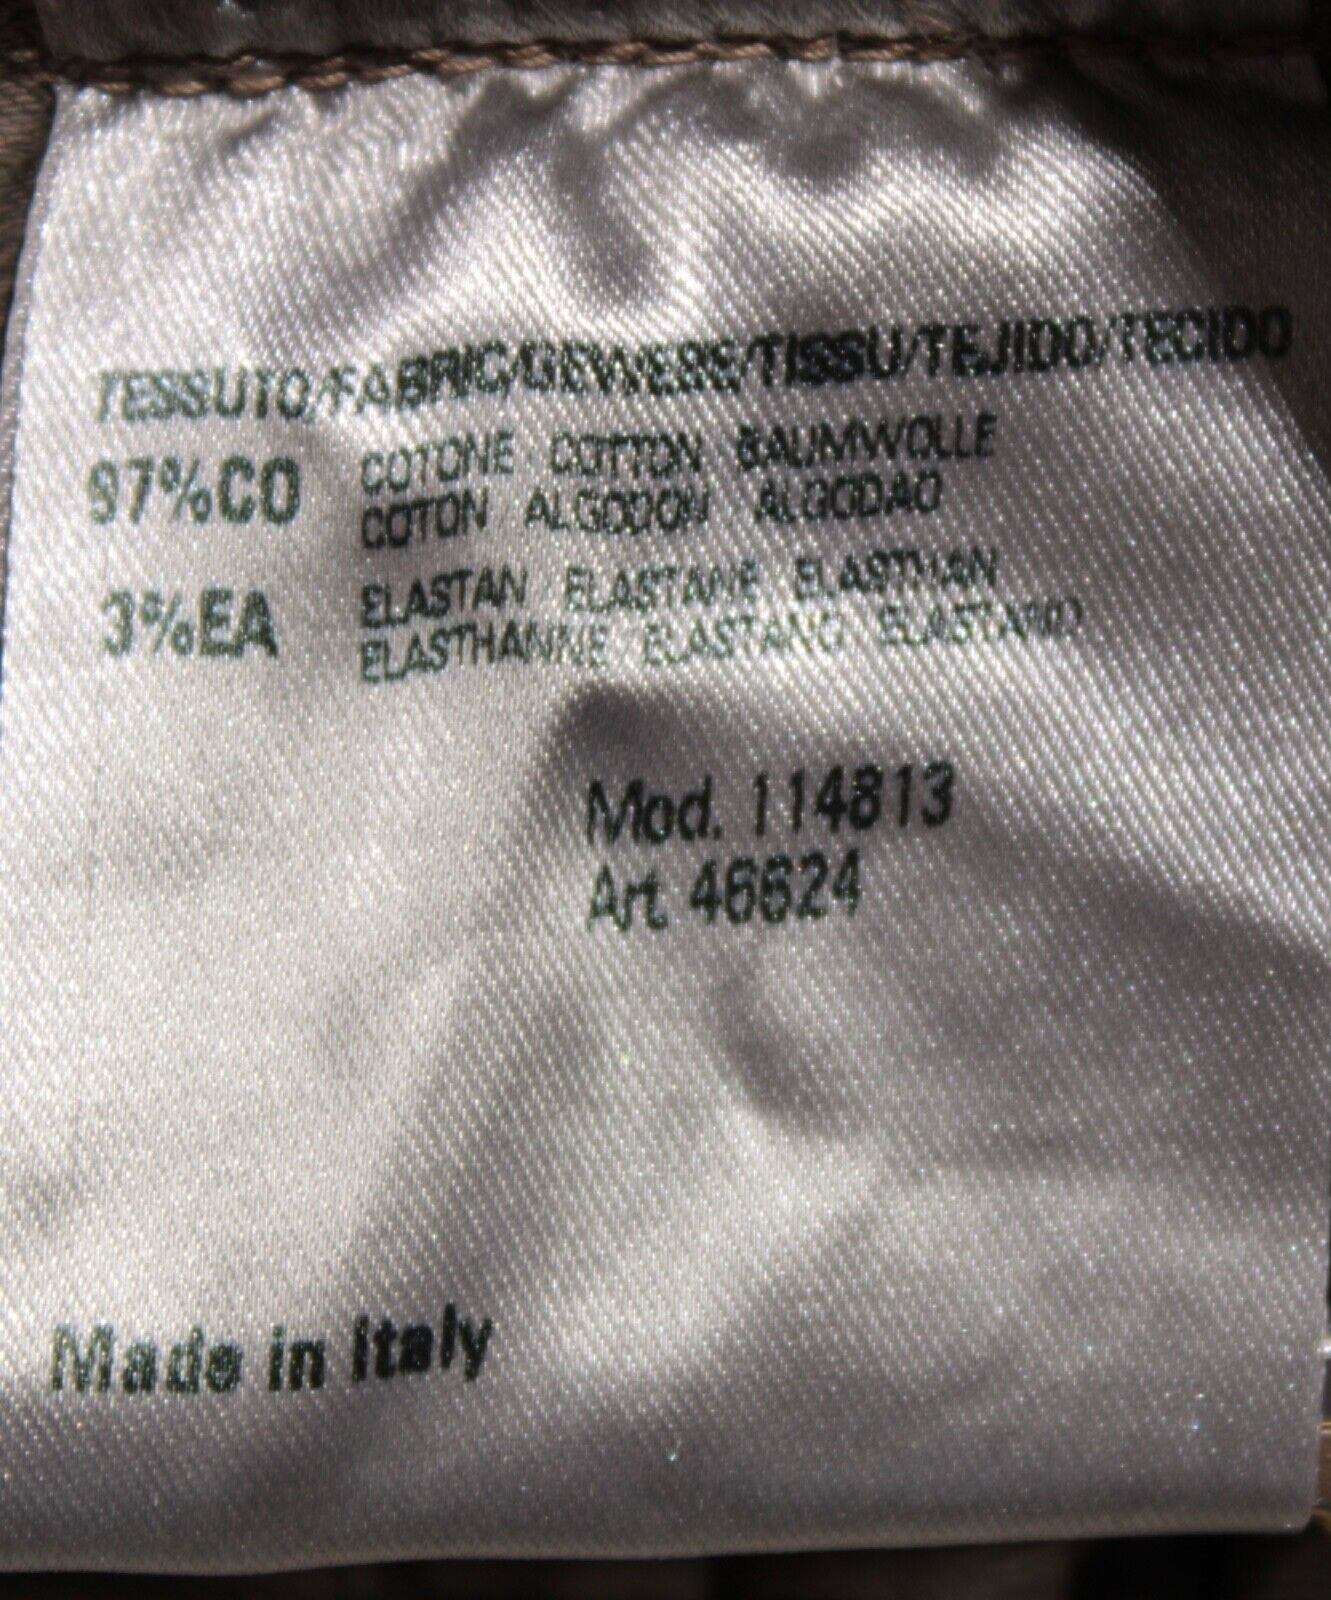 TESSUTO/FABRIC/GEWEBE/TISSU/TEJIDO/TECIDO
97%CO COTONE COTTON BAUMWOLLE
COTON ALGODON ALGODAO
3%EA ELASTAN ELASTANE ELASTHAN
ELASTHANNE ELASTANO ELASTANO
Mod. 114813
Art. 46624
Made in Italy